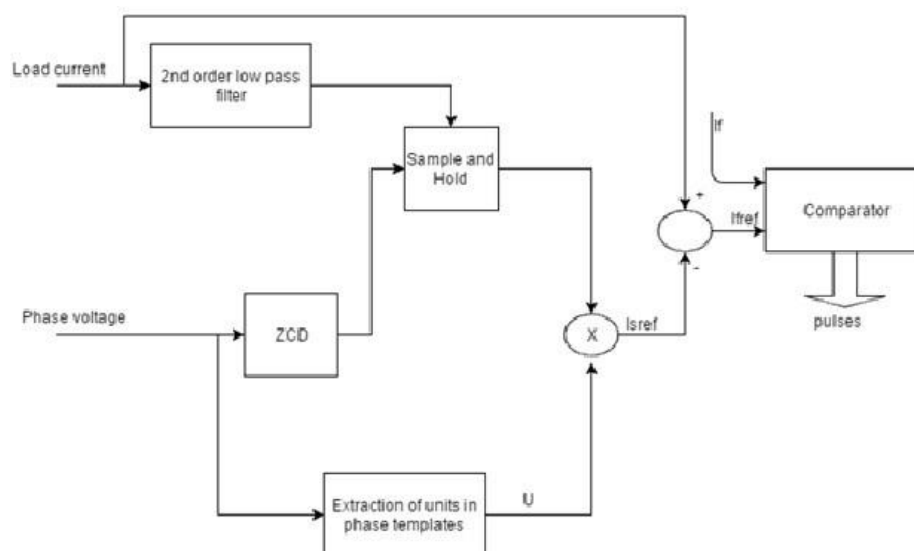 Load current
2nd order low pass
filter
Sample and
Hold
If
+
Ifref
Comparator
-
pulses
Phase voltage
ZCD
X
Isref
Extraction of units in
phase templates
U